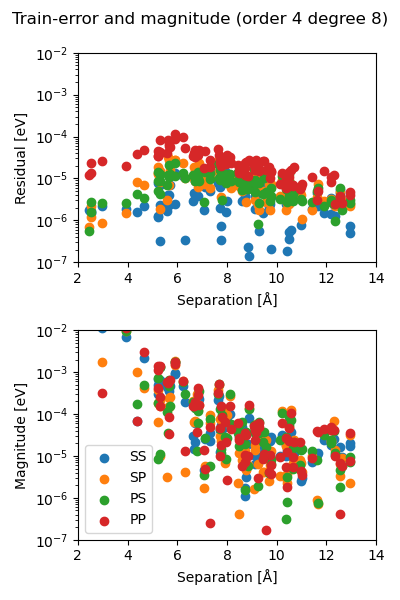 Train-error and magnitude (order 4 degree 8)
10⁻²
10⁻³
10⁻⁴
10⁻⁵
10⁻⁶
10⁻⁷
Residual [eV]
2 4 6 8 10 12 14
Separation [Å]
10⁻²
10⁻³
10⁻⁴
10⁻⁵
10⁻⁶
10⁻⁷
Magnitude [eV]
SS
SP
PS
PP
2 4 6 8 10 12 14
Separation [Å]